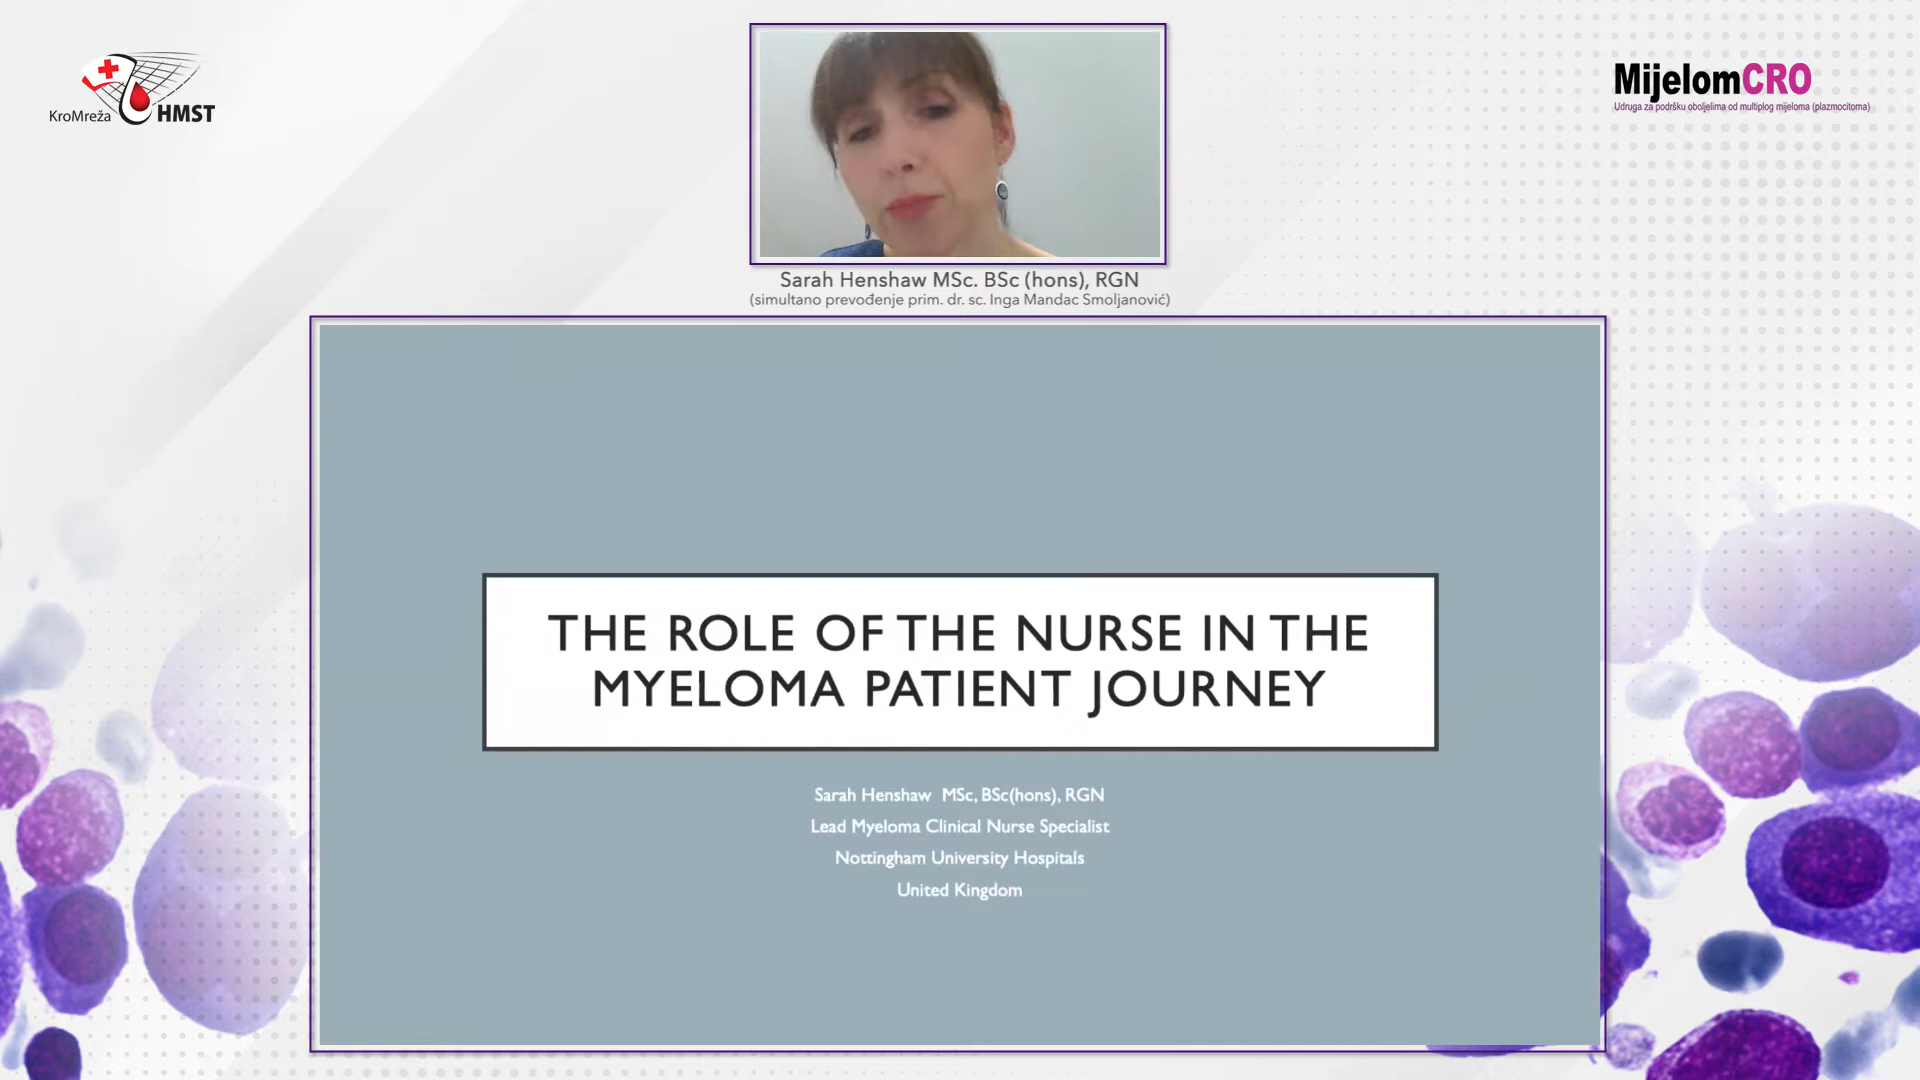 KroMreža HMST
MijelomCRO
Udruga za podršku oboljelima od multiplog mijeloma (plazmocitoma)
Sarah Henshaw MSc. BSc (hons), RGN
(simultano prevođenje prim. dr. sc. Inga Mandac Smoljanović)
THE ROLE OF THE NURSE IN THE
MYELOMA PATIENT JOURNEY
Sarah Henshaw MSc, BSc(hons), RGN
Lead Myeloma Clinical Nurse Specialist
Nottingham University Hospitals
United Kingdom